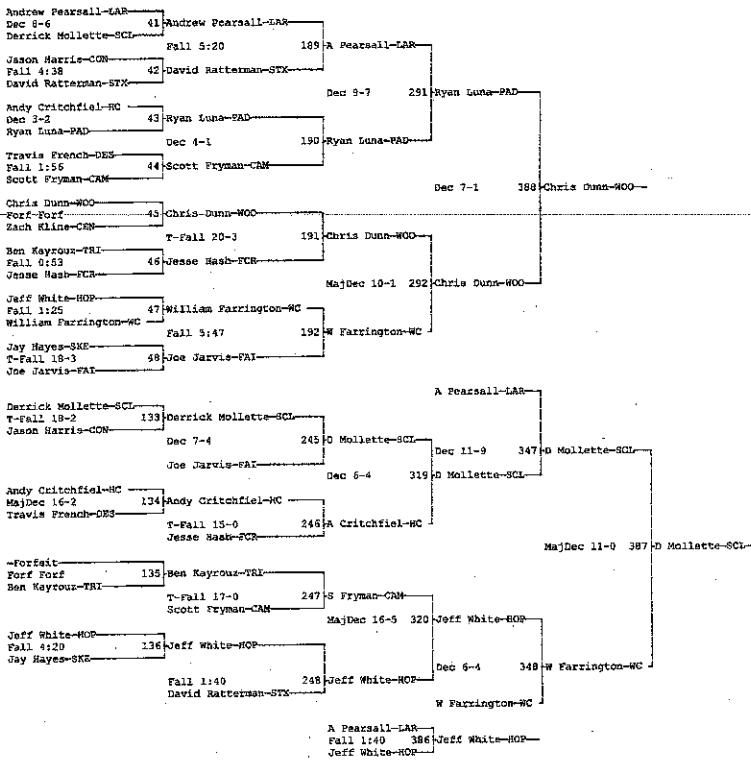 Andrew Pearsall-LAR
Dec 8-6 41 Andrew Pearsall-LAR
Derrick Mollette-SCL
Fall 5:20 189 A Pearsall-LAR
Jason Harris-CON
Fall 4:38 42 David Ratterman-STX
David Ratterman-STX
Dec 9-7 291 Ryan Luna-PAD
Andy Critchfiel-HC
Dec 3-2 43 Ryan Luna-PAD
Ryan Luna-PAD
Dec 4-1 190 Ryan Luna-PAD
Travis French-DES
Fall 1:56 44 Scott Fryman-CAM
Scott Fryman-CAM
Dec 7-1 388 Chris Dunn-WOO
Chris Dunn-WOO
Forf Forf 45 Chris Dunn-WOO
Zach Kline-CEN
T-Fall 20-3 191 Chris Dunn-WOO
Ben Kayrouz-TRI
Fall 0:53 46 Jesse Hash-FCR
Jesse Hash-FCR
MajDec 10-1 292 Chris Dunn-WOO
Jeff White-HOP
Fall 1:25 47 William Farrington-WC
William Farrington-WC
Fall 5:47 192 W Farrington-WC
Jay Hayes-SKE
T-Fall 18-3 48 Joe Jarvis-FAI
Joe Jarvis-FAI
A Pearsall-LAR
Derrick Mollette-SCL
T-Fall 18-2 133 Derrick Mollette-SCL
Jason Harris-CON
Dec 7-4 245 D Mollette-SCL
Dec 11-9 347 D Mollette-SCL
Joe Jarvis-FAI
Dec 6-4 319 D Mollette-SCL
Andy Critchfiel-HC
MajDec 16-2 134 Andy Critchfiel-HC
Travis French-DES
T-Fall 15-0 246 A Critchfiel-HC
Jesse Hash-FCR
MajDec 11-0 387 D Mollette-SCL
-Forfeit
Forf Forf 135 Ben Kayrouz-TRI
Ben Kayrouz-TRI
T-Fall 17-0 247 S Fryman-CAM
Scott Fryman-CAM
MajDec 16-5 320 Jeff White-HOP
Jeff White-HOP
Fall 4:20 136 Jeff White-HOP
Jay Hayes-SKE
Dec 6-4 348 W Farrington-WC
Fall 1:40 248 Jeff White-HOP
David Ratterman-STX
W Farrington-WC
A Pearsall-LAR
Fall 1:40 386 Jeff White-HOP
Jeff White-HOP